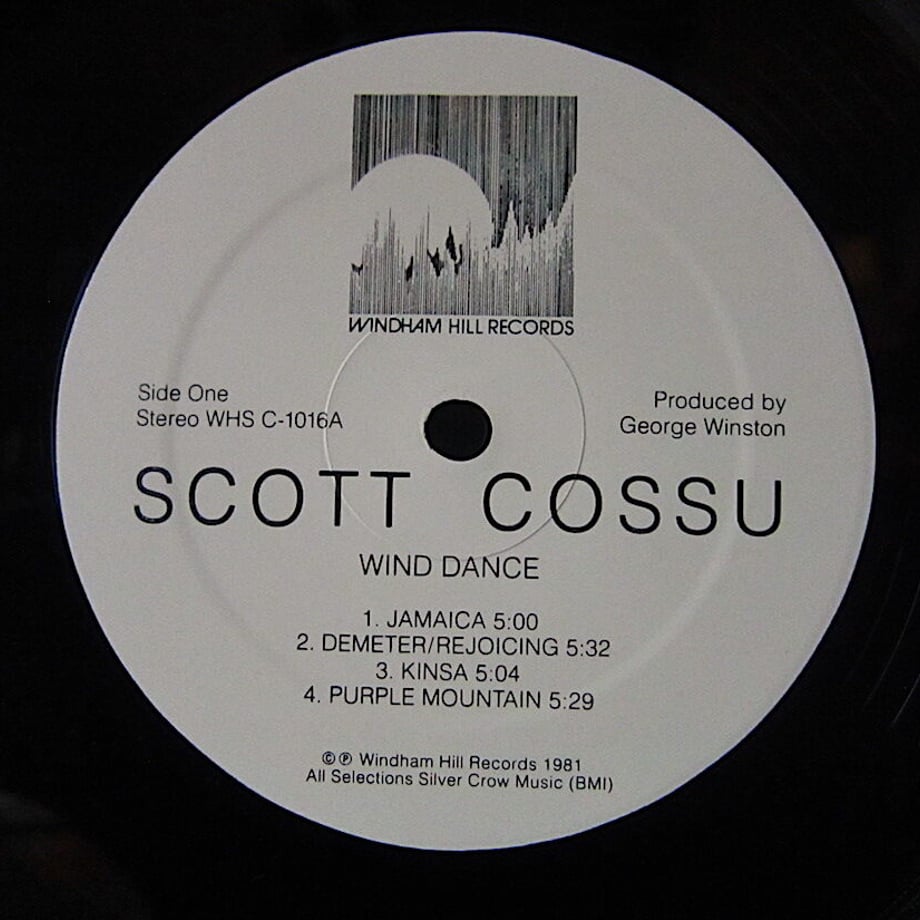 WINDHAM HILL RECORDS
Side One
Stereo WHS C-1016A
Produced by
George Winston
SCOTT COSSU
WIND DANCE
1. JAMAICA 5:00
2. DEMETER/REJOICING 5:32
3. KINSA 5:04
4. PURPLE MOUNTAIN 5:29
© ℗ Windham Hill Records 1981
All Selections Silver Crow Music (BMI)